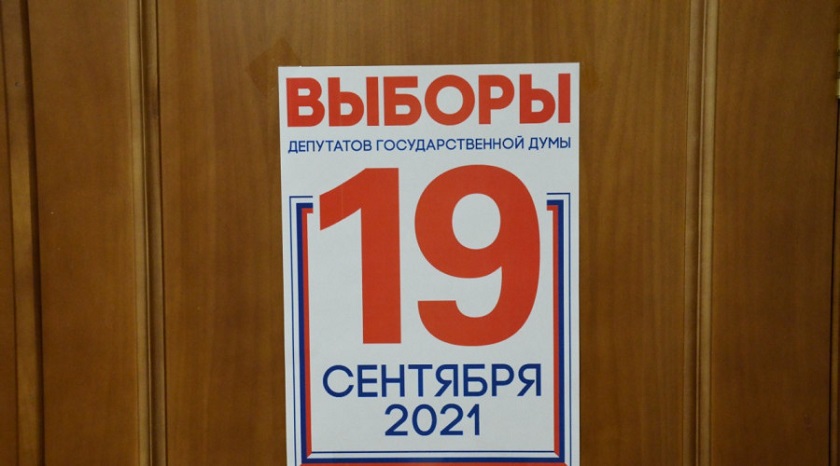 ВЫБОРЫ
ДЕПУТАТОВ ГОСУДАРСТВЕННОЙ ДУМЫ
19
СЕНТЯБРЯ
2021